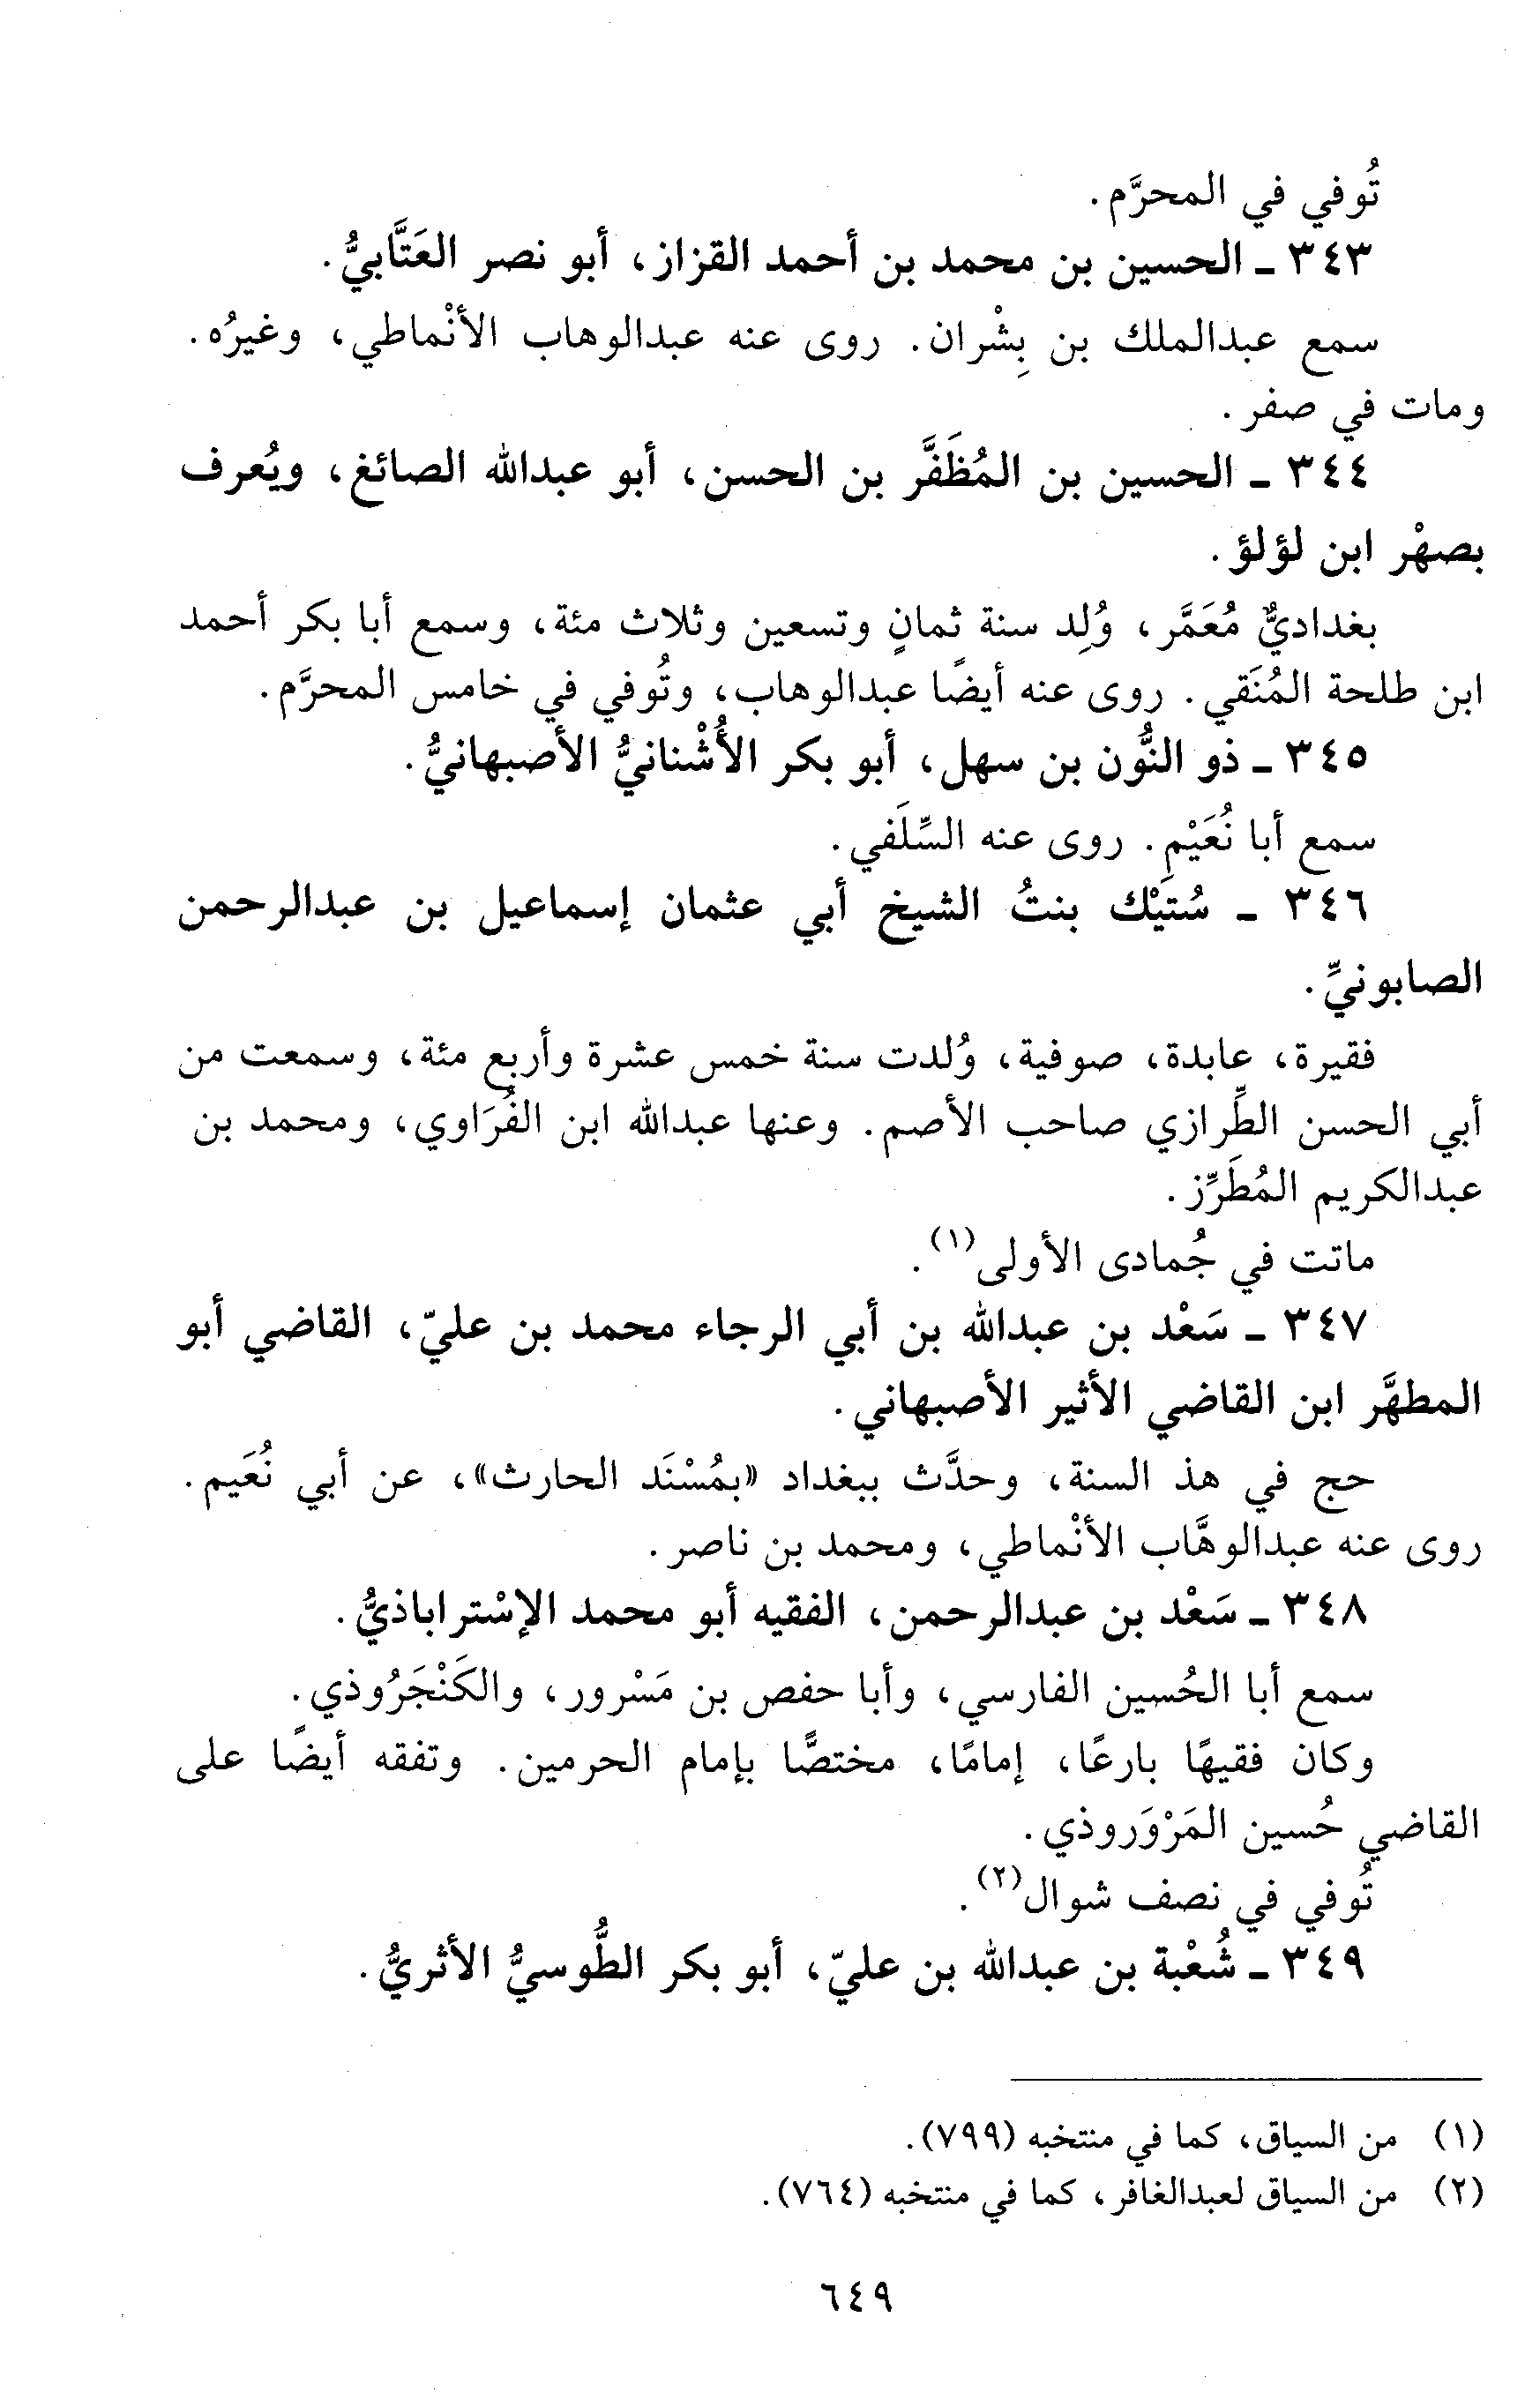 تُوفي في المحرَّم.
٣٤٣ ـ الحسين بن محمد بن أحمد القزاز، أبو نصر العَتَّابيُّ.
سمع عبدالملك بن بِشْران. روى عنه عبدالوهاب الأنْماطي، وغيرُه.
ومات في صفر.
٣٤٤ ـ الحسين بن المُظَفَّر بن الحسن، أبو عبدالله الصائغ، ويُعرف
بصهْر ابن لؤلؤ.
بغداديٌّ مُعَمَّر، وُلِد سنة ثمانٍ وتسعين وثلاث مئة، وسمع أبا بكر أحمد
ابن طلحة المُنَقي. روى عنه أيضًا عبدالوهاب، وتُوفي في خامس المحرَّم.
٣٤٥ ـ ذو النُّون بن سهل، أبو بكر الأُشْنانيُّ الأصبهانيُّ.
سمع أبا نُعَيْمٍ. روى عنه السِّلَفي.
٣٤٦ ـ سُتَيْك بنتُ الشيخ أبي عثمان إسماعيل بن عبدالرحمن
الصابونيِّ.
فقيرة، عابدة، صوفية، وُلدت سنة خمس عشرة وأربع مئة، وسمعت من
أبي الحسن الطِّرازي صاحب الأصم. وعنها عبدالله ابن الفُرَاوي، ومحمد بن
عبدالكريم المُطَرِّز.
ماتت في جُمادى الأولى(١).
٣٤٧ ـ سَعْد بن عبدالله بن أبي الرجاء محمد بن عليّ، القاضي أبو
المطهَّر ابن القاضي الأثير الأصبهاني.
حج في هذ السنة، وحدَّث ببغداد «بمُسْنَد الحارث»، عن أبي نُعَيم.
روى عنه عبدالوهَّاب الأنْماطي، ومحمد بن ناصر.
٣٤٨ ـ سَعْد بن عبدالرحمن، الفقيه أبو محمد الإسْتراباذيُّ.
سمع أبا الحُسين الفارسي، وأبا حفص بن مَسْرور، والكَنْجَرُوذي.
وكان فقيهًا بارعًا، إمامًا، مختصًّا بإمام الحرمين. وتفقه أيضًا على
القاضي حُسين المَرْوَروذي.
تُوفي في نصف شوال(٢).
٣٤٩ ـ شُعْبة بن عبدالله بن عليّ، أبو بكر الطُّوسيُّ الأثريُّ.
(١) من السياق، كما في منتخبه (٧٩٩).
(٢) من السياق لعبدالغافر، كما في منتخبه (٧٦٤).
٦٤٩